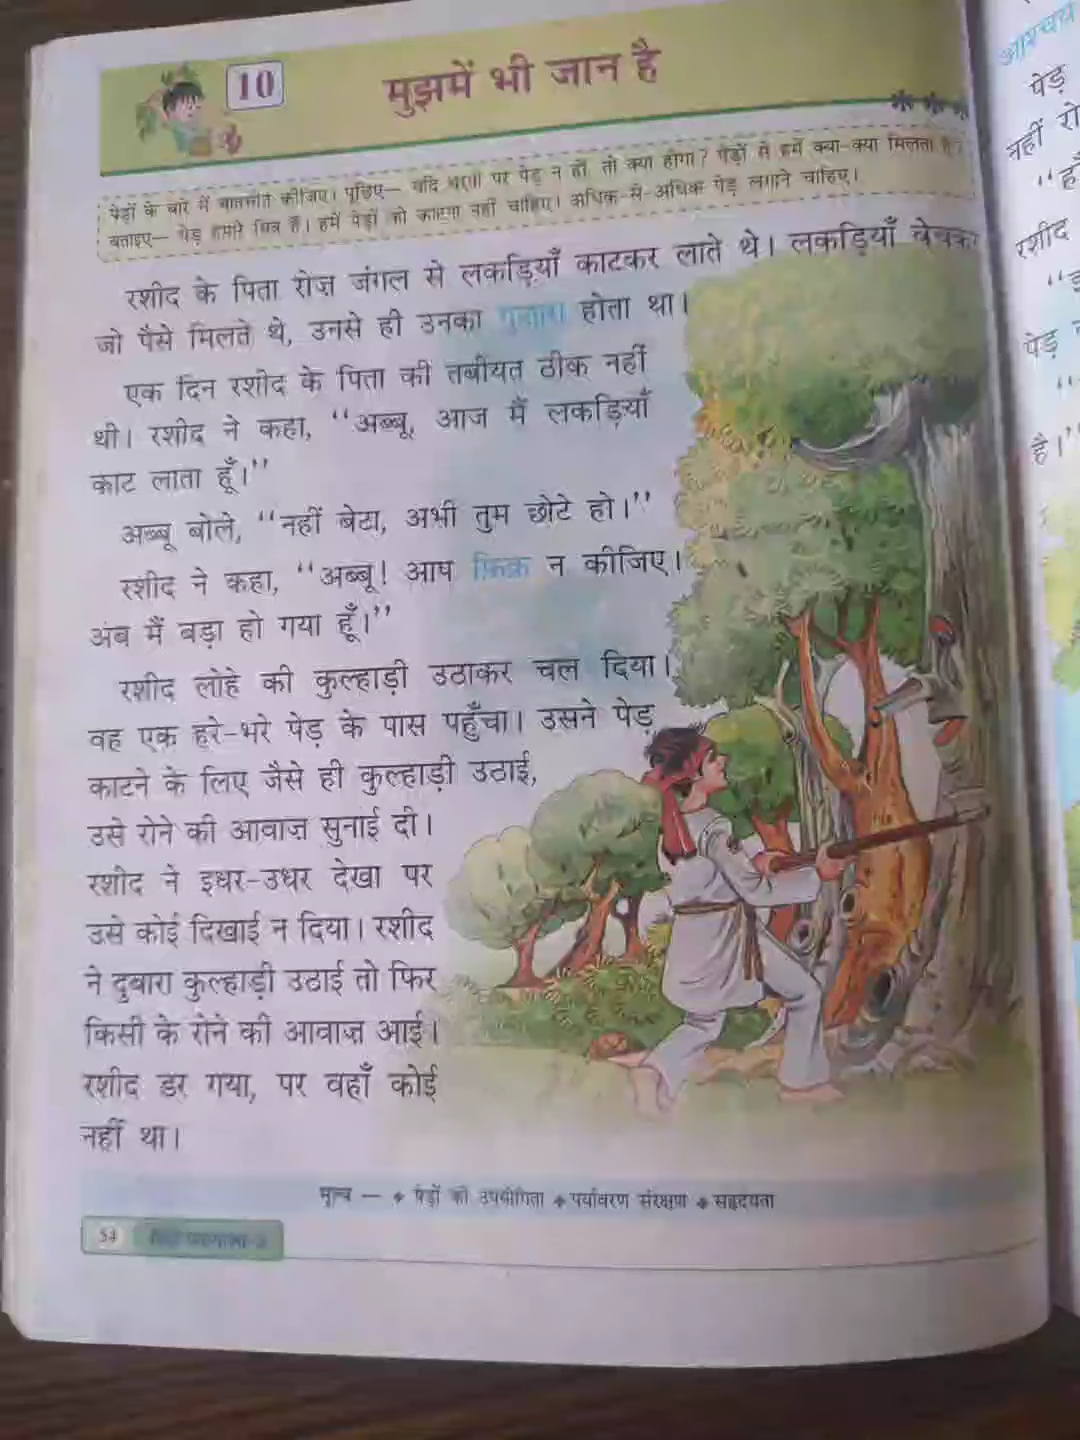 10
मुझमें भी जान है
पेड़ों के बारे में बातचीत कीजिए। पूछिए— यदि धरती पर पेड़ न हों, तो क्या होगा? पेड़ों से हमें क्या-क्या मिलता है?
बताइए— पेड़ हमारे मित्र हैं। हमें पेड़ों को काटना नहीं चाहिए। अधिक-से-अधिक पेड़ लगाने चाहिए।
रशीद के पिता रोज़ जंगल से लकड़ियाँ काटकर लाते थे। लकड़ियाँ बेचकर
जो पैसे मिलते थे, उनसे ही उनका गुज़ारा होता था।
एक दिन रशीद के पिता की तबीयत ठीक नहीं
थी। रशीद ने कहा, “अब्बू, आज मैं लकड़ियाँ
काट लाता हूँ।”
अब्बू बोले, “नहीं बेटा, अभी तुम छोटे हो।”
रशीद ने कहा, “अब्बू! आप फ़िक्र न कीजिए।
अब मैं बड़ा हो गया हूँ।”
रशीद लोहे की कुल्हाड़ी उठाकर चल दिया।
वह एक हरे-भरे पेड़ के पास पहुँचा। उसने पेड़
काटने के लिए जैसे ही कुल्हाड़ी उठाई,
उसे रोने की आवाज़ सुनाई दी।
रशीद ने इधर-उधर देखा पर
उसे कोई दिखाई न दिया। रशीद
ने दुबारा कुल्हाड़ी उठाई तो फिर
किसी के रोने की आवाज़ आई।
रशीद डर गया, पर वहाँ कोई
नहीं था।
मूल्य — ◆ पेड़ों की उपयोगिता ◆ पर्यावरण संरक्षण ◆ सहृदयता
54
पेड़
नहीं रो
रशीद
पेड़
है।”